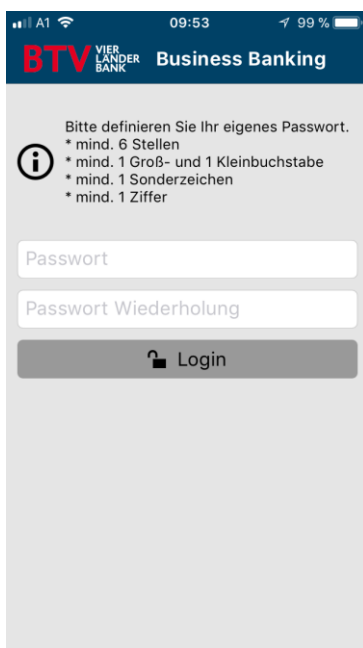 A1 09:53 99 %
BTV VIER LÄNDER BANK Business Banking
Bitte definieren Sie Ihr eigenes Passwort.
* mind. 6 Stellen
* mind. 1 Groß- und 1 Kleinbuchstabe
* mind. 1 Sonderzeichen
* mind. 1 Ziffer
Passwort
Passwort Wiederholung
Login